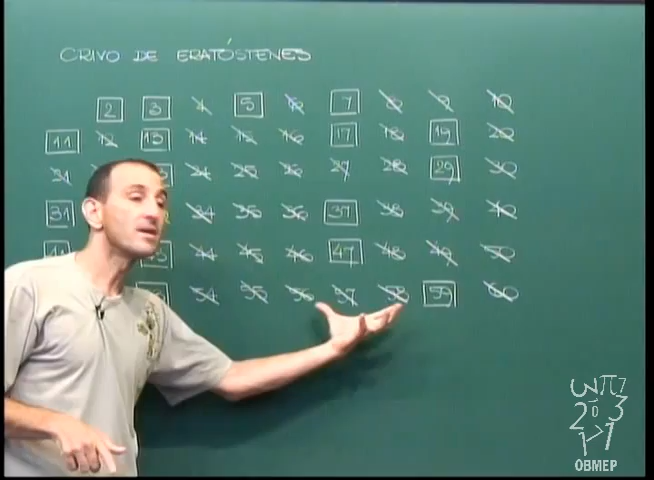 CRIVO DE ERATÓSTENES
2 3 4 5 6 7 8 9 10
11 12 13 14 15 16 17 18 19 20
21 24 25 26 27 28 29 30
31 34 35 36 37 38 39 40
44 45 46 47 48 49 50
54 55 56 57 58 59 60
OBMEP